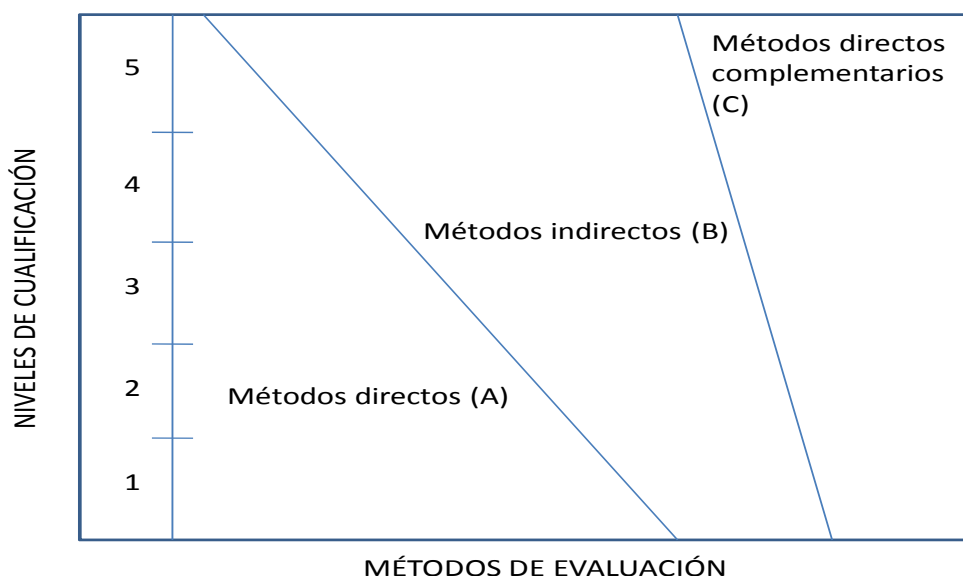 NIVELES DE CUALIFICACIÓN
5
4
3
2
1
Métodos directos
complementarios
(C)
Métodos indirectos (B)
Métodos directos (A)
MÉTODOS DE EVALUACIÓN